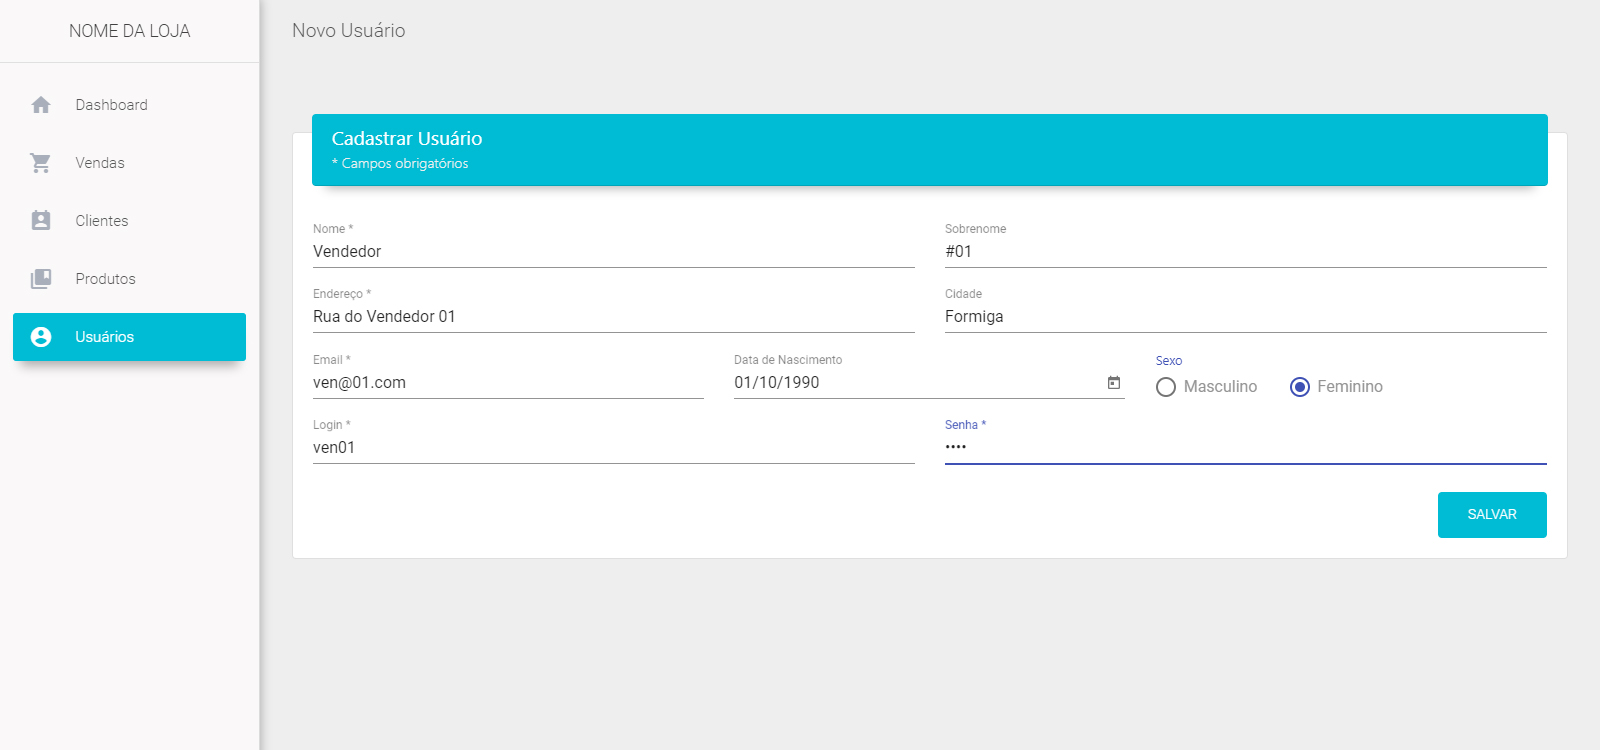 NOME DA LOJA
Dashboard
Vendas
Clientes
Produtos
Usuários
Novo Usuário
Cadastrar Usuário
* Campos obrigatórios
Nome * Sobrenome
Vendedor #01
Endereço * Cidade
Rua do Vendedor 01 Formiga
Email * Data de Nascimento Sexo
ven@01.com 01/10/1990 Masculino Feminino
Login * Senha *
ven01 ••••
SALVAR